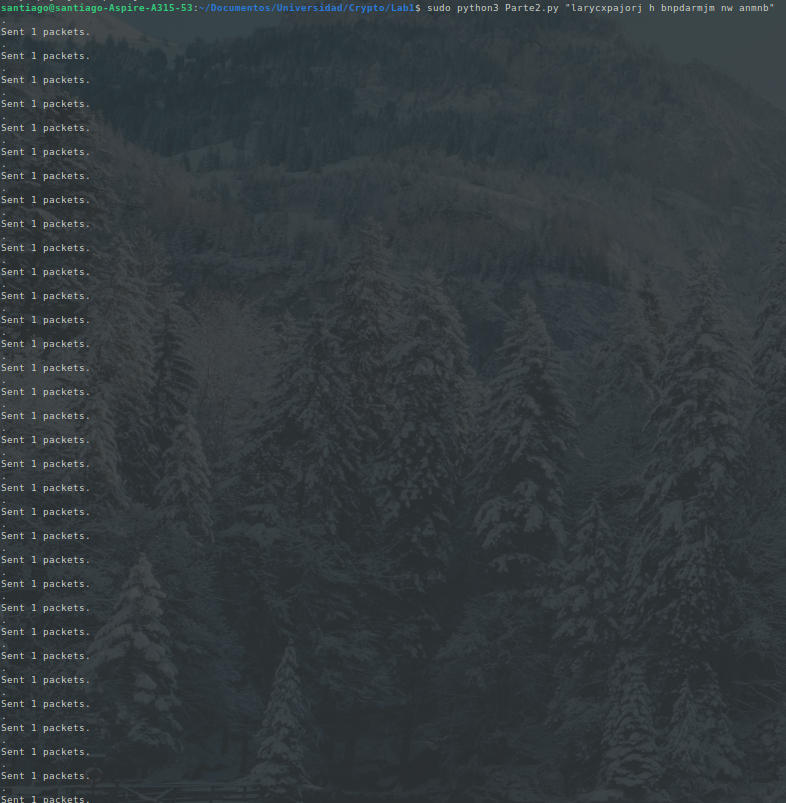 santiago@santiago-Aspire-A315-53:~/Documentos/Universidad/Crypto/Lab1$ sudo python3 Parte2.py "larycxpajorj h bnpdarmjm nw anmnb"
.
Sent 1 packets.
.
Sent 1 packets.
.
Sent 1 packets.
.
Sent 1 packets.
.
Sent 1 packets.
.
Sent 1 packets.
.
Sent 1 packets.
.
Sent 1 packets.
.
Sent 1 packets.
.
Sent 1 packets.
.
Sent 1 packets.
.
Sent 1 packets.
.
Sent 1 packets.
.
Sent 1 packets.
.
Sent 1 packets.
.
Sent 1 packets.
.
Sent 1 packets.
.
Sent 1 packets.
.
Sent 1 packets.
.
Sent 1 packets.
.
Sent 1 packets.
.
Sent 1 packets.
.
Sent 1 packets.
.
Sent 1 packets.
.
Sent 1 packets.
.
Sent 1 packets.
.
Sent 1 packets.
.
Sent 1 packets.
.
Sent 1 packets.
.
Sent 1 packets.
.
Sent 1 packets.
.
Sent 1 packets.
.
Sent 1 packets.